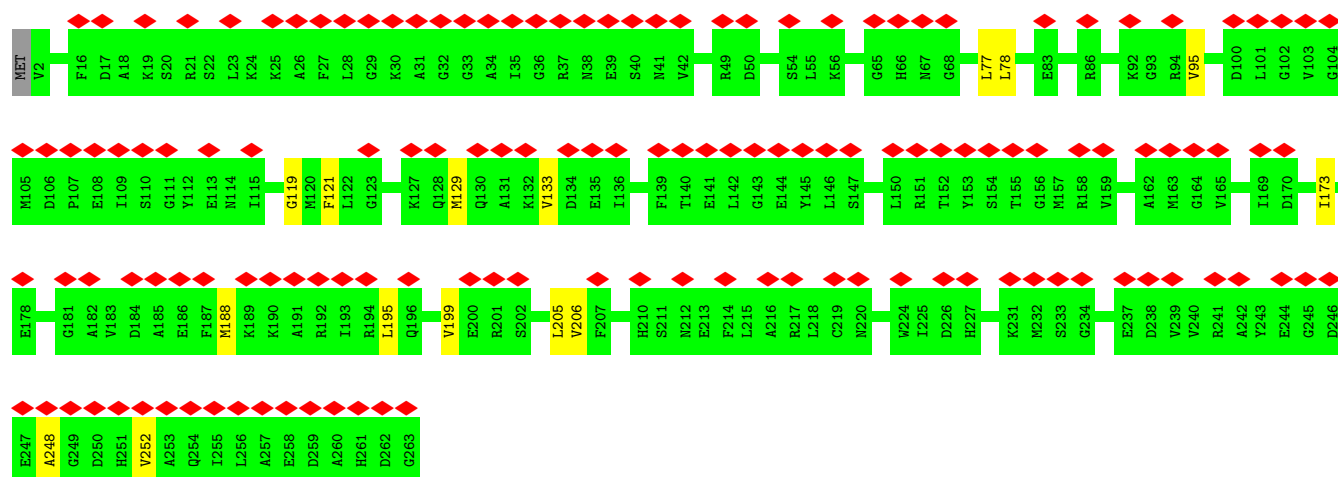 MET V2 F16 D17 A18 K19 S20 R21 S22 L23 K24 K25 A26 F27 L28 G29 K30 A31 G32 G33 A34 I35 G36 R37 N38 E39 S40 N41 V42 R49 D50 S54 L55 K56 G65 H66 N67 G68 L77 L78 E83 R86 K92 G93 R94 V95 D100 L101 G102 V103 G104
M105 D106 P107 E108 I109 S110 G111 Y112 E113 N114 I115 G119 M120 F121 L122 G123 K127 Q128 M129 Q130 A131 K132 V133 D134 E135 I136 F139 T140 E141 L142 G143 E144 Y145 L146 S147 L150 R151 T152 Y153 S154 T155 G156 M157 R158 V159 A162 M163 G164 V165 I169 D170 I173
E178 G181 A182 V183 D184 A185 E186 F187 M188 K189 K190 A191 R192 I193 R194 L195 Q196 V199 E200 R201 S202 L205 V206 F207 H210 S211 N212 E213 F214 L215 A216 R217 L218 C219 N220 W224 I225 D226 H227 K231 M232 S233 G234 E237 D238 V239 V240 R241 A242 Y243 E244 G245 D246
E247 A248 G249 D250 H251 V252 A253 Q254 I255 L256 A257 E258 D259 A260 H261 D262 G263